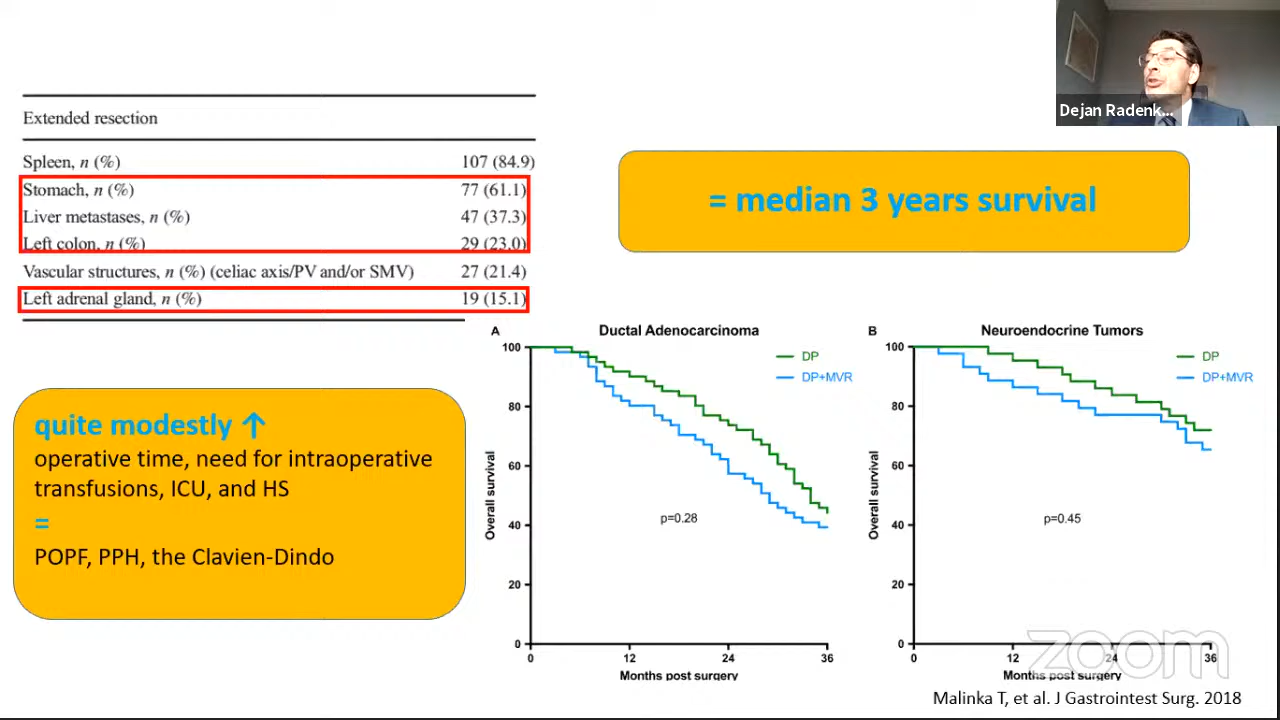 Dejan Radenk...
Extended resection
Spleen, n (%) 107 (84.9)
Stomach, n (%) 77 (61.1)
Liver metastases, n (%) 47 (37.3)
Left colon, n (%) 29 (23.0)
Vascular structures, n (%) (celiac axis/PV and/or SMV) 27 (21.4)
Left adrenal gland, n (%) 19 (15.1)
= median 3 years survival
quite modestly ↑
operative time, need for intraoperative
transfusions, ICU, and HS
=
POPF, PPH, the Clavien-Dindo
A Ductal Adenocarcinoma
DP
DP+MVR
Overall survival
100
80
60
40
20
0
p=0.28
0 12 24 36
Months post surgery
B Neuroendocrine Tumors
DP
DP+MVR
Overall survival
100
80
60
40
20
0
p=0.45
0 12 24 36
Months post surgery
zoom
Malinka T, et al. J Gastrointest Surg. 2018